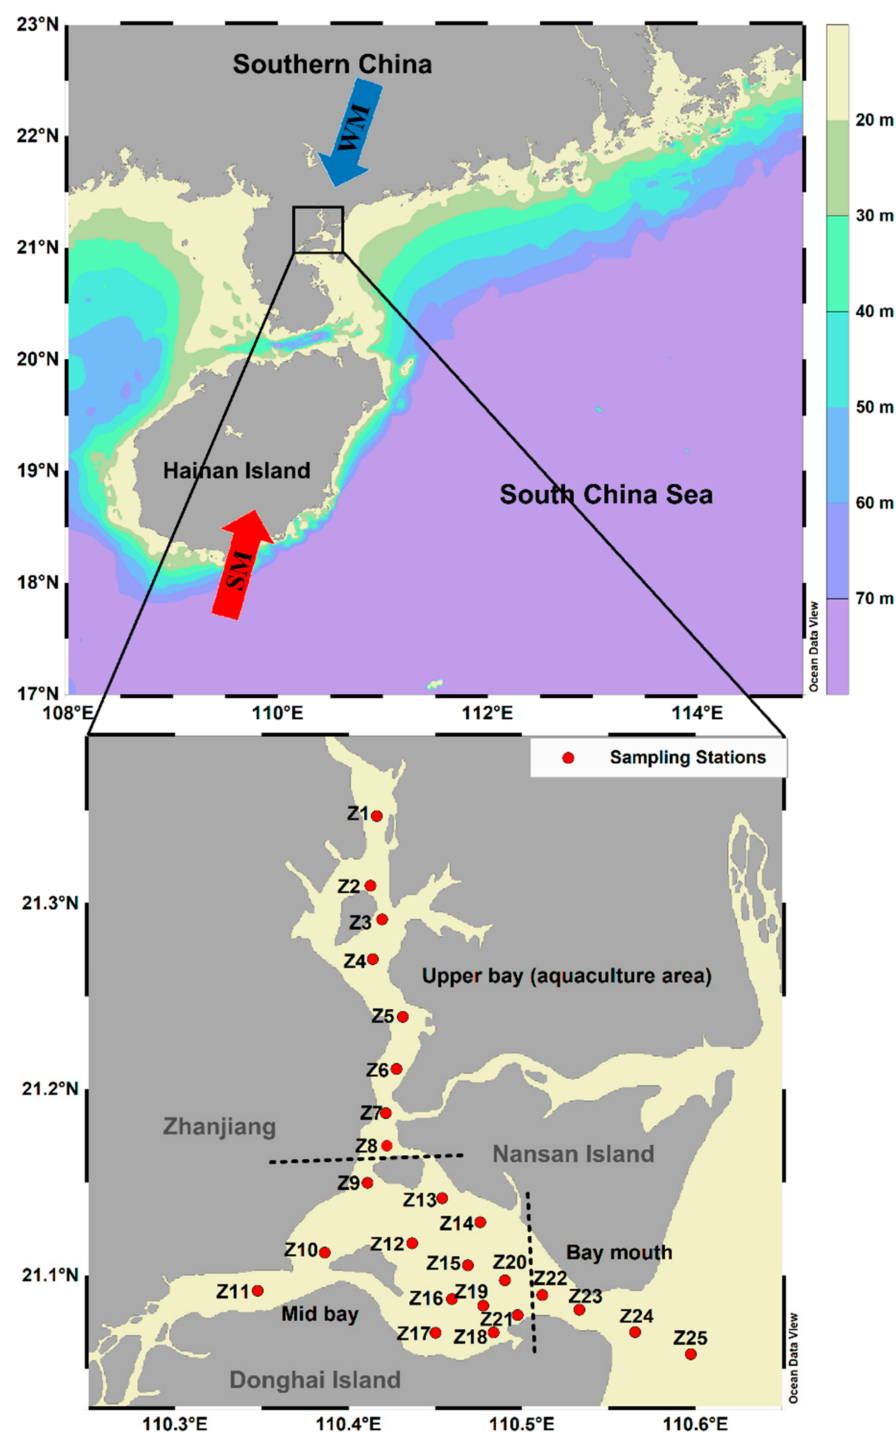 23°N
Southern China
WM
20 m
22°N
30 m
21°N
40 m
20°N
50 m
19°N
Hainan Island
South China Sea
60 m
SM
18°N
70 m
Ocean Data View
17°N
108°E
110°E
112°E
114°E
Sampling Stations
Z1
21.3°N
Z2
Z3
Z4
Upper bay (aquaculture area)
Z5
Z6
21.2°N
Z7
Zhanjiang
Z8
Nansan Island
Z9
Z13
Z14
Z12
Z10
Z15
Z20
Bay mouth
21.1°N
Z11
Z16
Z19
Z22
Z23
Mid bay
Z21
Z17
Z18
Z24
Z25
Donghai Island
Ocean Data View
110.3°E
110.4°E
110.5°E
110.6°E